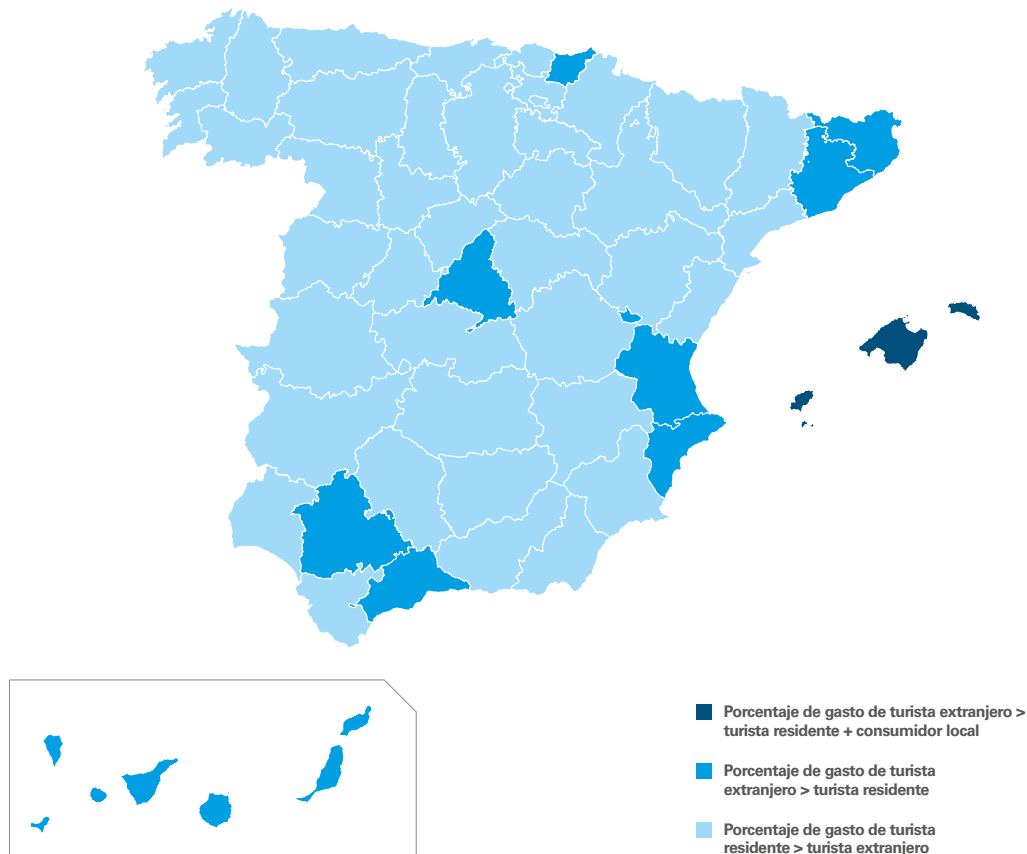 Porcentaje de gasto de turista extranjero >
turista residente + consumidor local
Porcentaje de gasto de turista
extranjero > turista residente
Porcentaje de gasto de turista
residente > turista extranjero